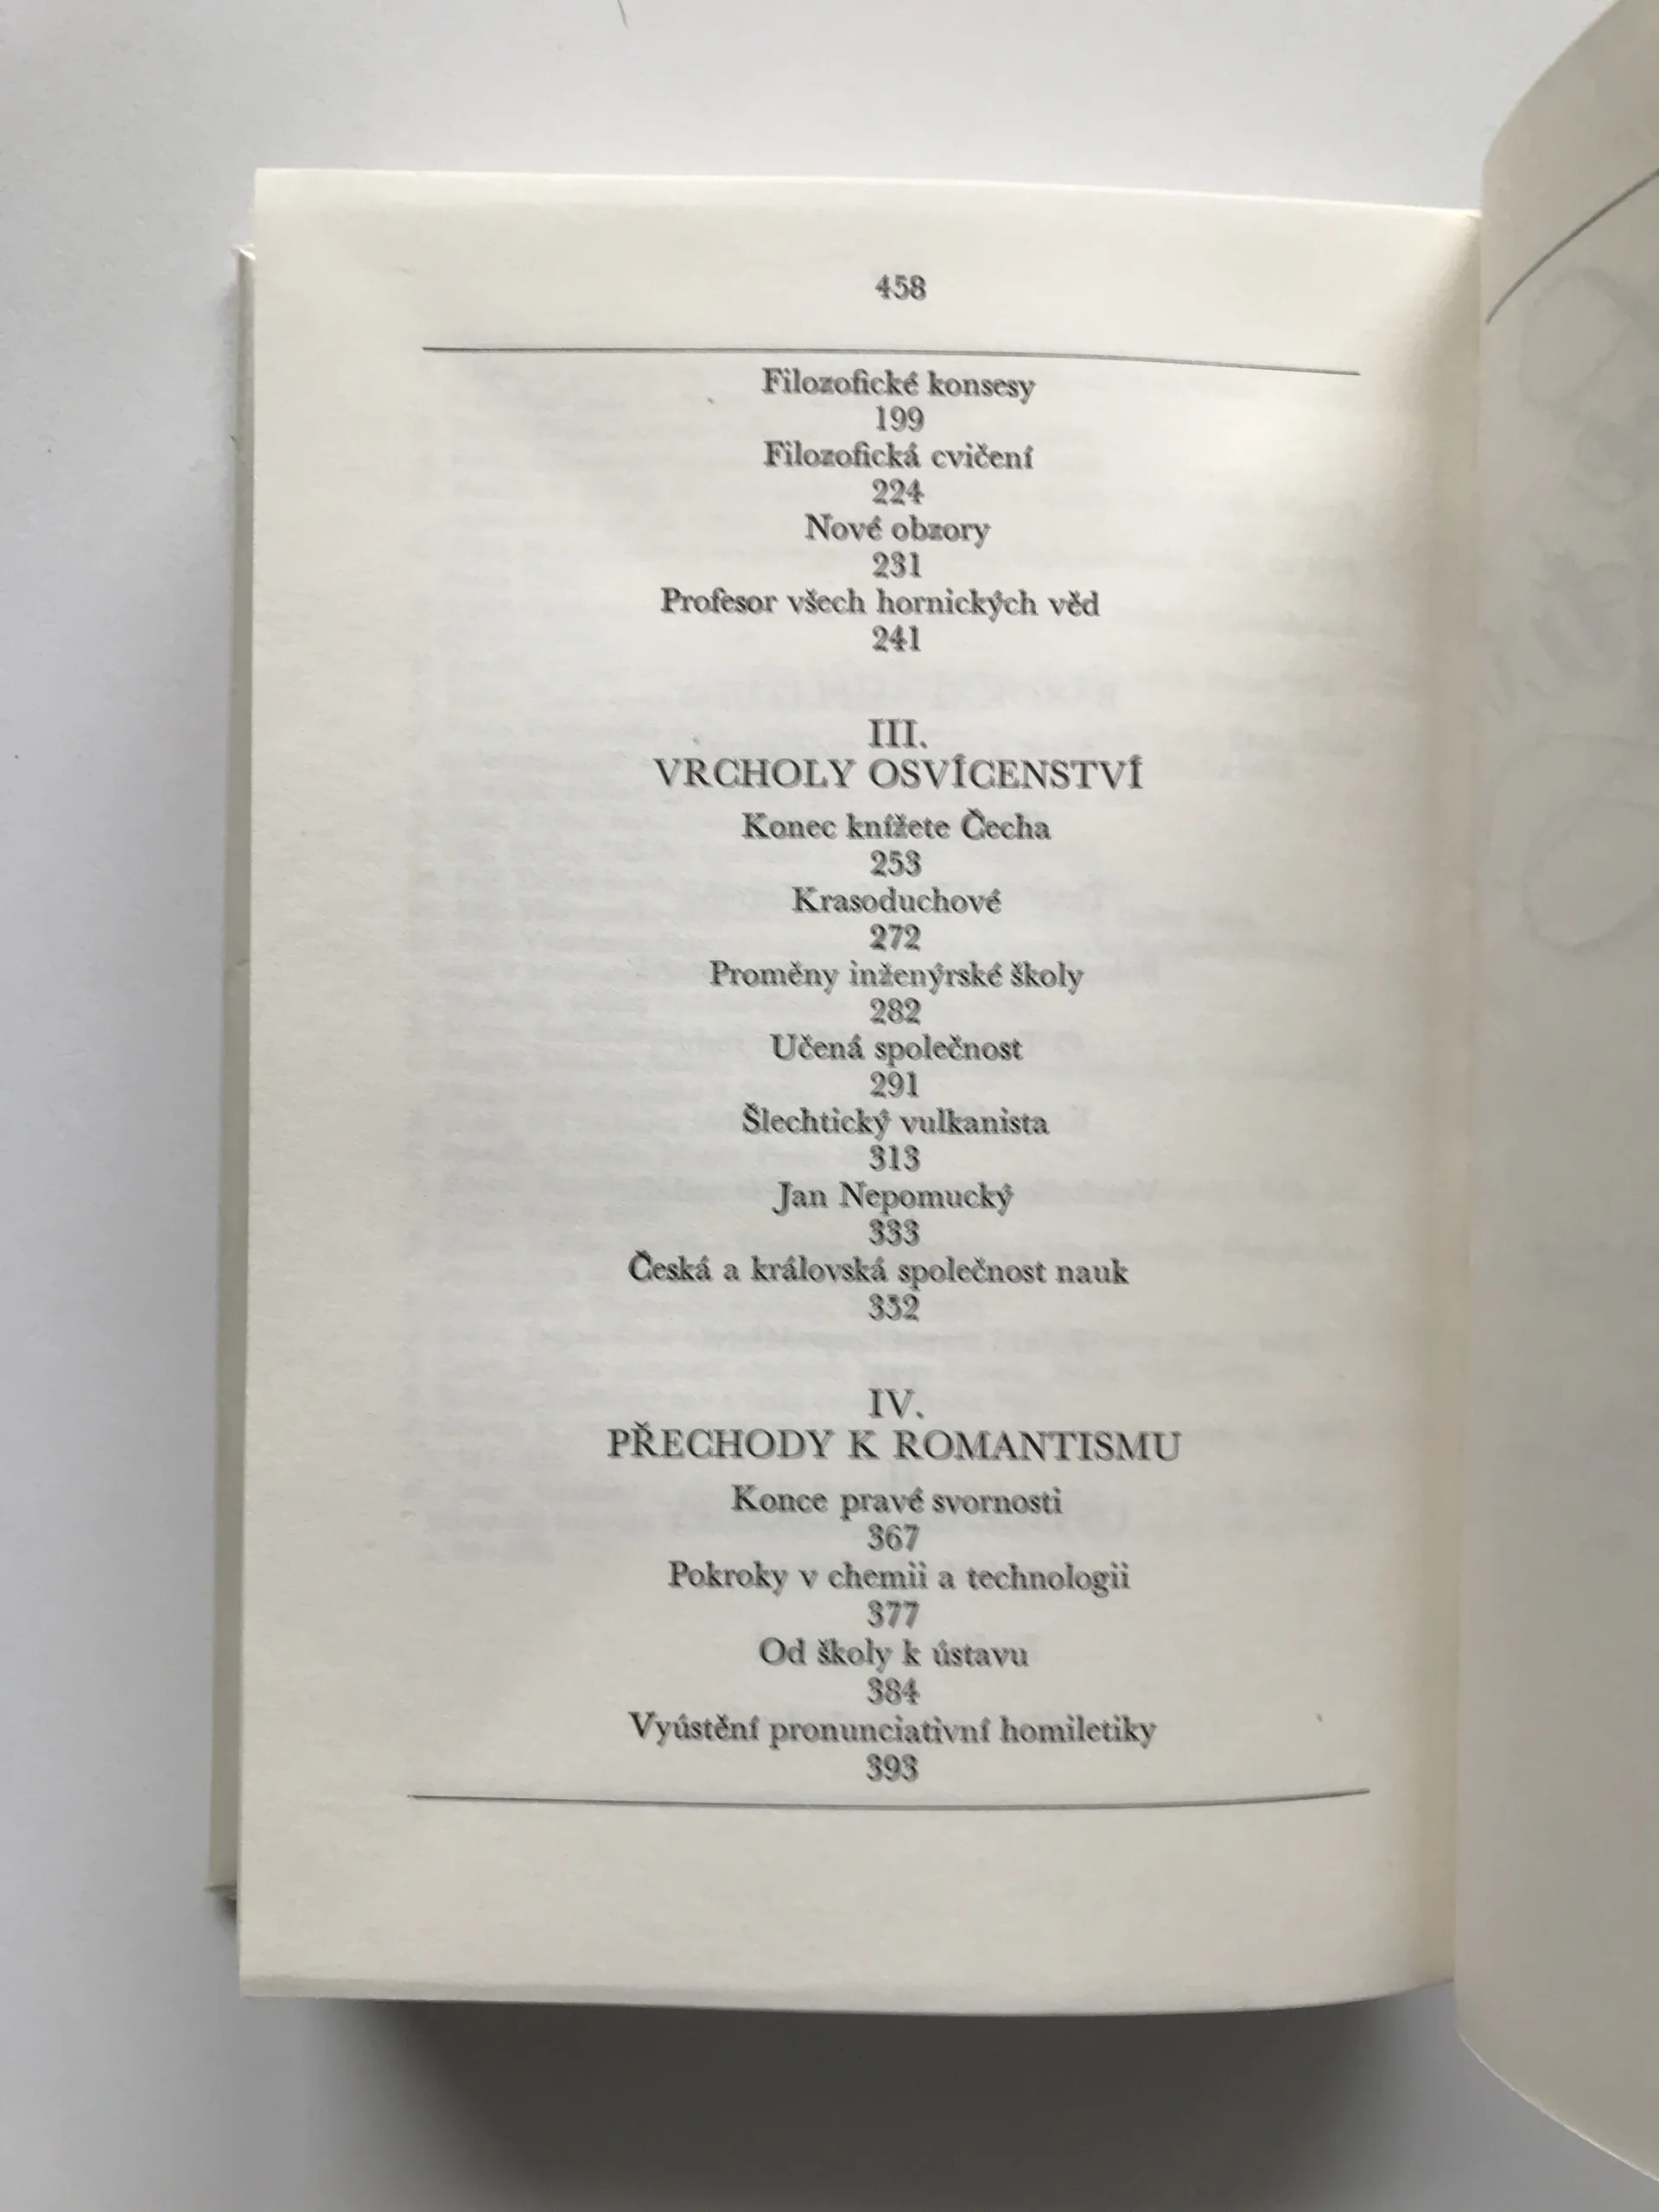 458
Filozofické konsesy
199
Filozofická cvičení
224
Nové obzory
231
Profesor všech hornických věd
241
III.
VRCHOLY OSVÍCENSTVÍ
Konec knížete Čecha
253
Krasoduchové
272
Proměny inženýrské školy
282
Učená společnost
291
Šlechtický vulkanista
313
Jan Nepomucký
333
Česká a královská společnost nauk
352
IV.
PŘECHODY K ROMANTISMU
Konce pravé svornosti
367
Pokroky v chemii a technologii
377
Od školy k ústavu
384
Vyústění pronunciativní homiletiky
393